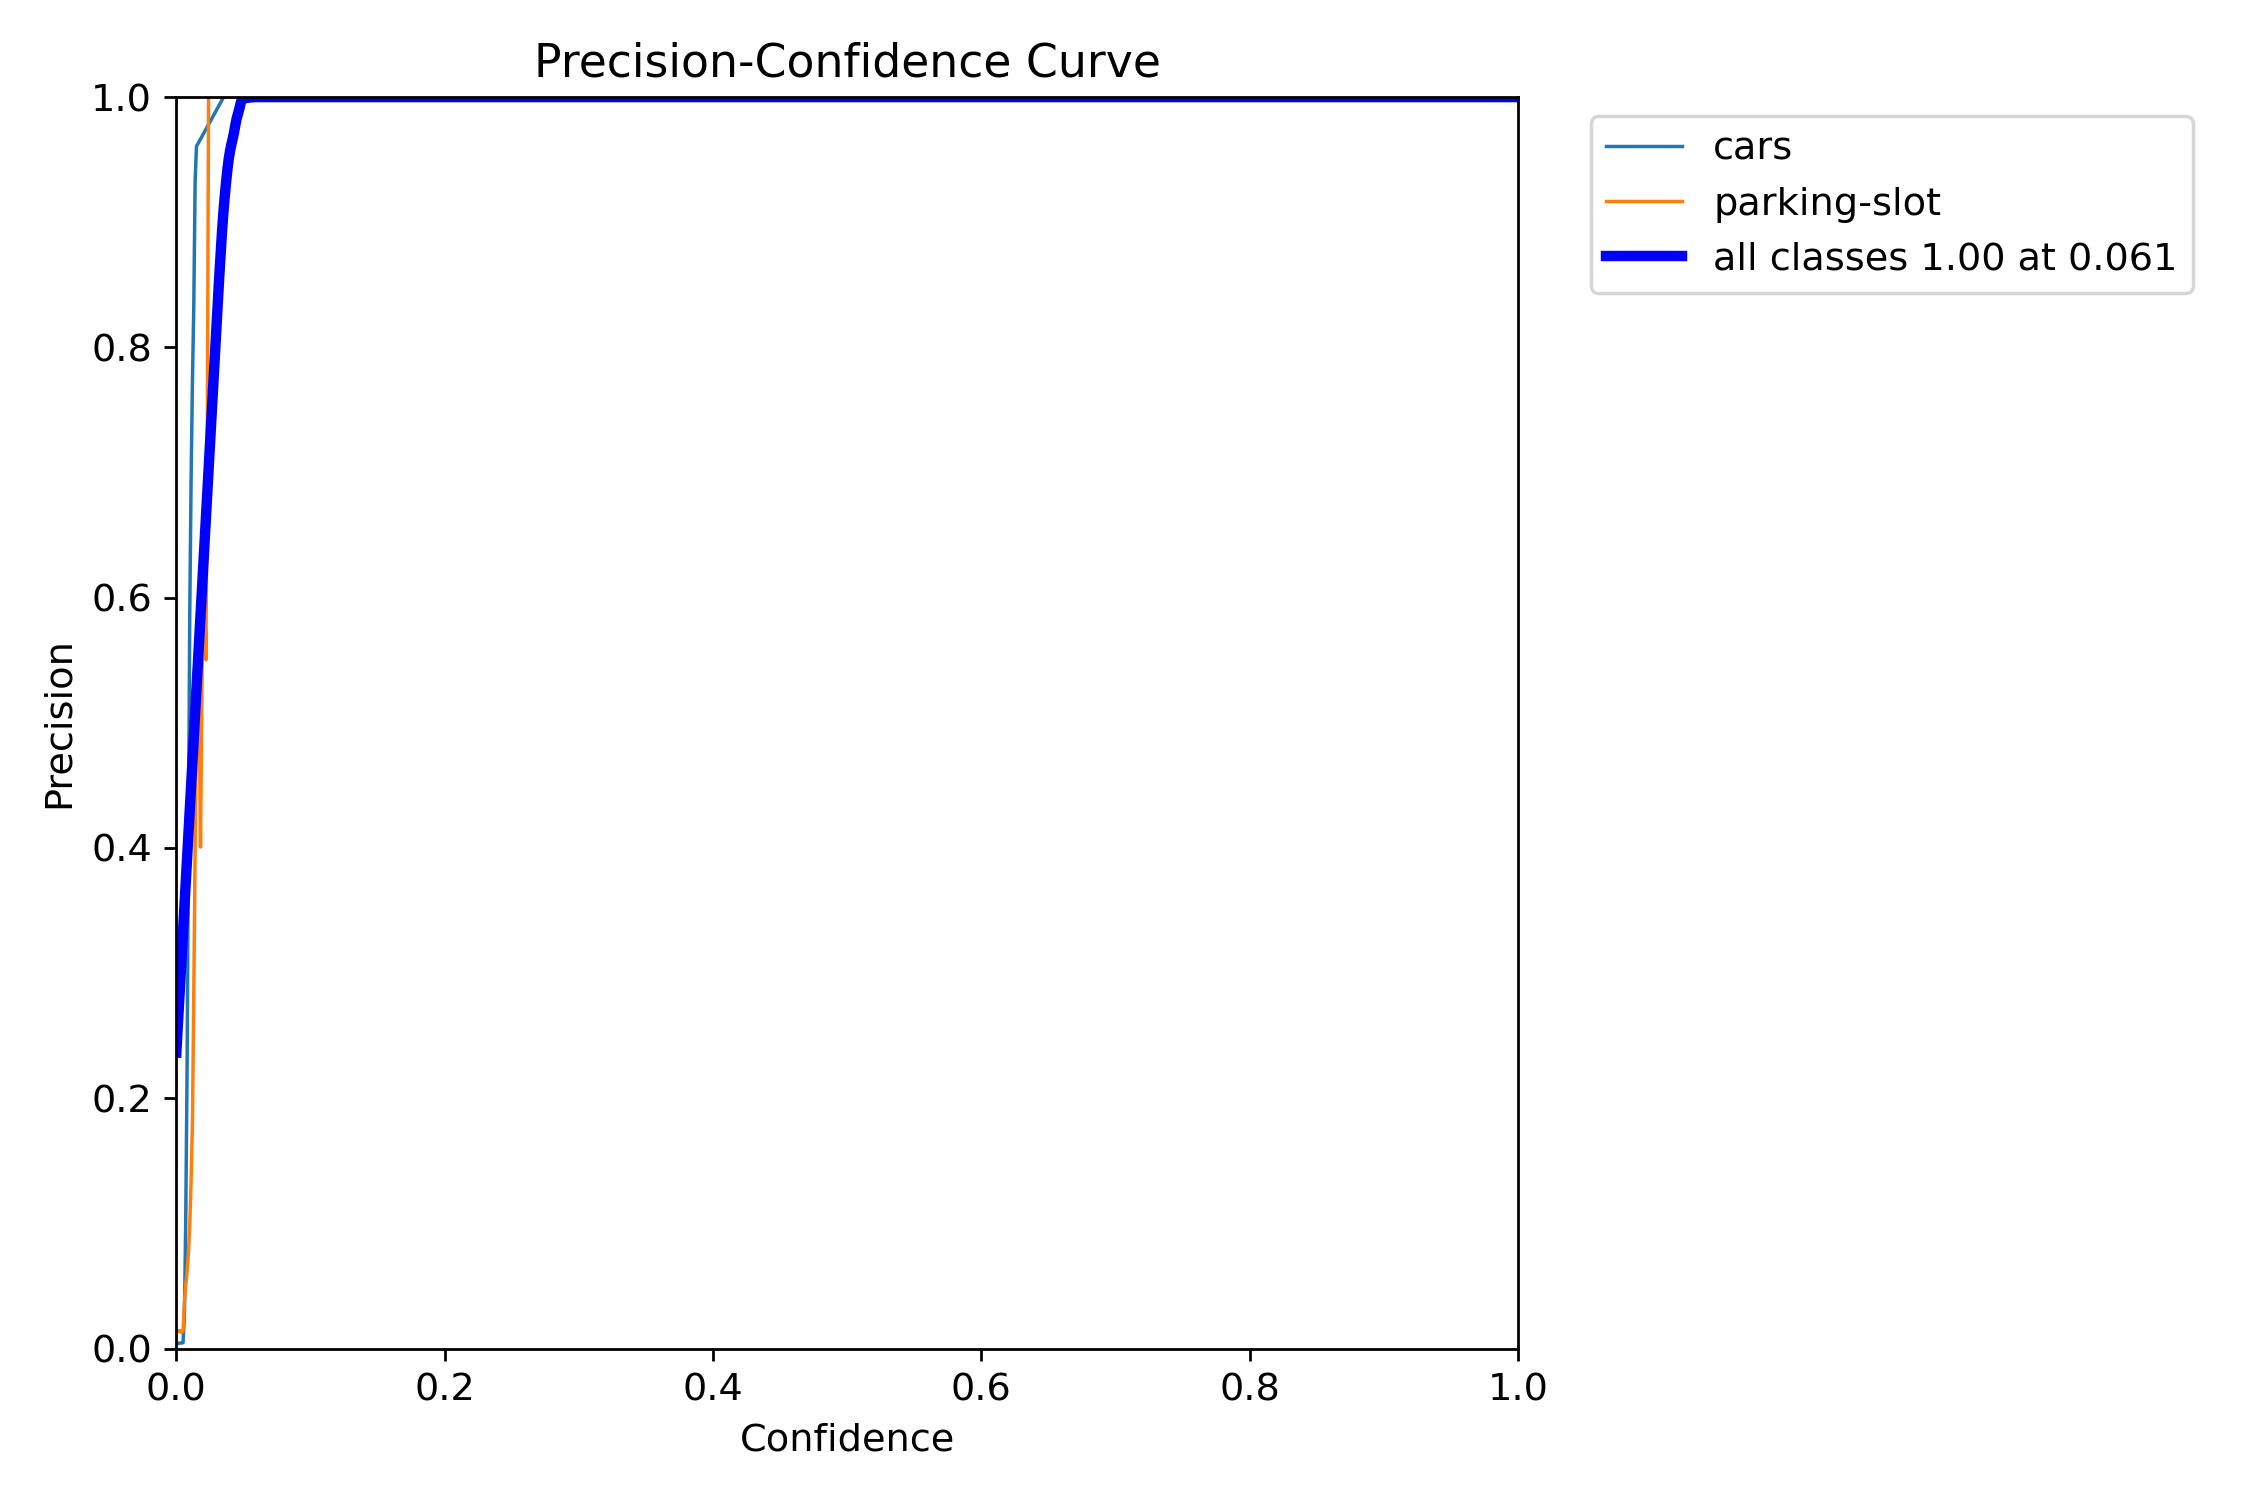 Precision-Confidence Curve
1.0
0.8
0.6
0.4
0.2
0.0
Precision
0.0 0.2 0.4 0.6 0.8 1.0
Confidence
cars
parking-slot
all classes 1.00 at 0.061